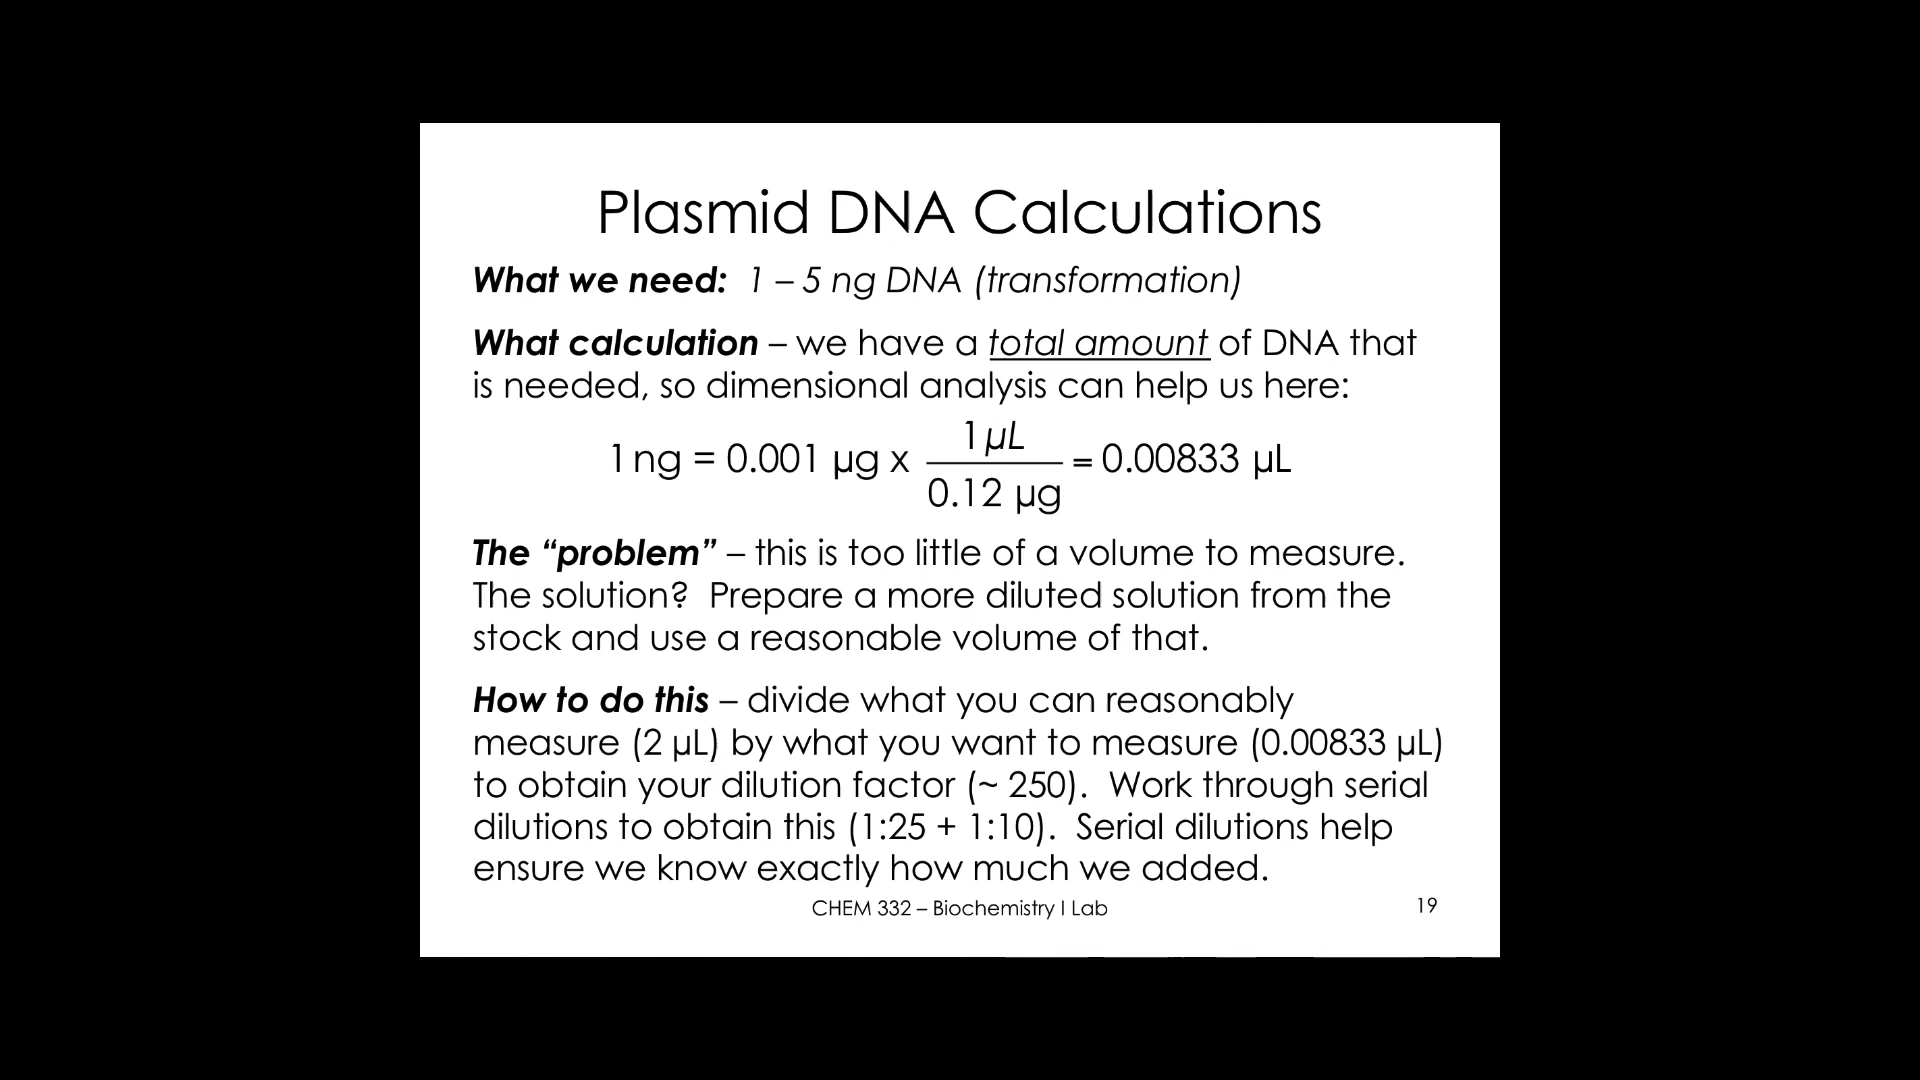 Plasmid DNA Calculations
What we need: 1 – 5 ng DNA (transformation)
What calculation – we have a total amount of DNA that
is needed, so dimensional analysis can help us here:
1 ng = 0.001 µg x 1 µL / 0.12 µg = 0.00833 µL
The “problem” – this is too little of a volume to measure.
The solution? Prepare a more diluted solution from the
stock and use a reasonable volume of that.
How to do this – divide what you can reasonably
measure (2 µL) by what you want to measure (0.00833 µL)
to obtain your dilution factor (~ 250). Work through serial
dilutions to obtain this (1:25 + 1:10). Serial dilutions help
ensure we know exactly how much we added.
CHEM 332 – Biochemistry I Lab
19